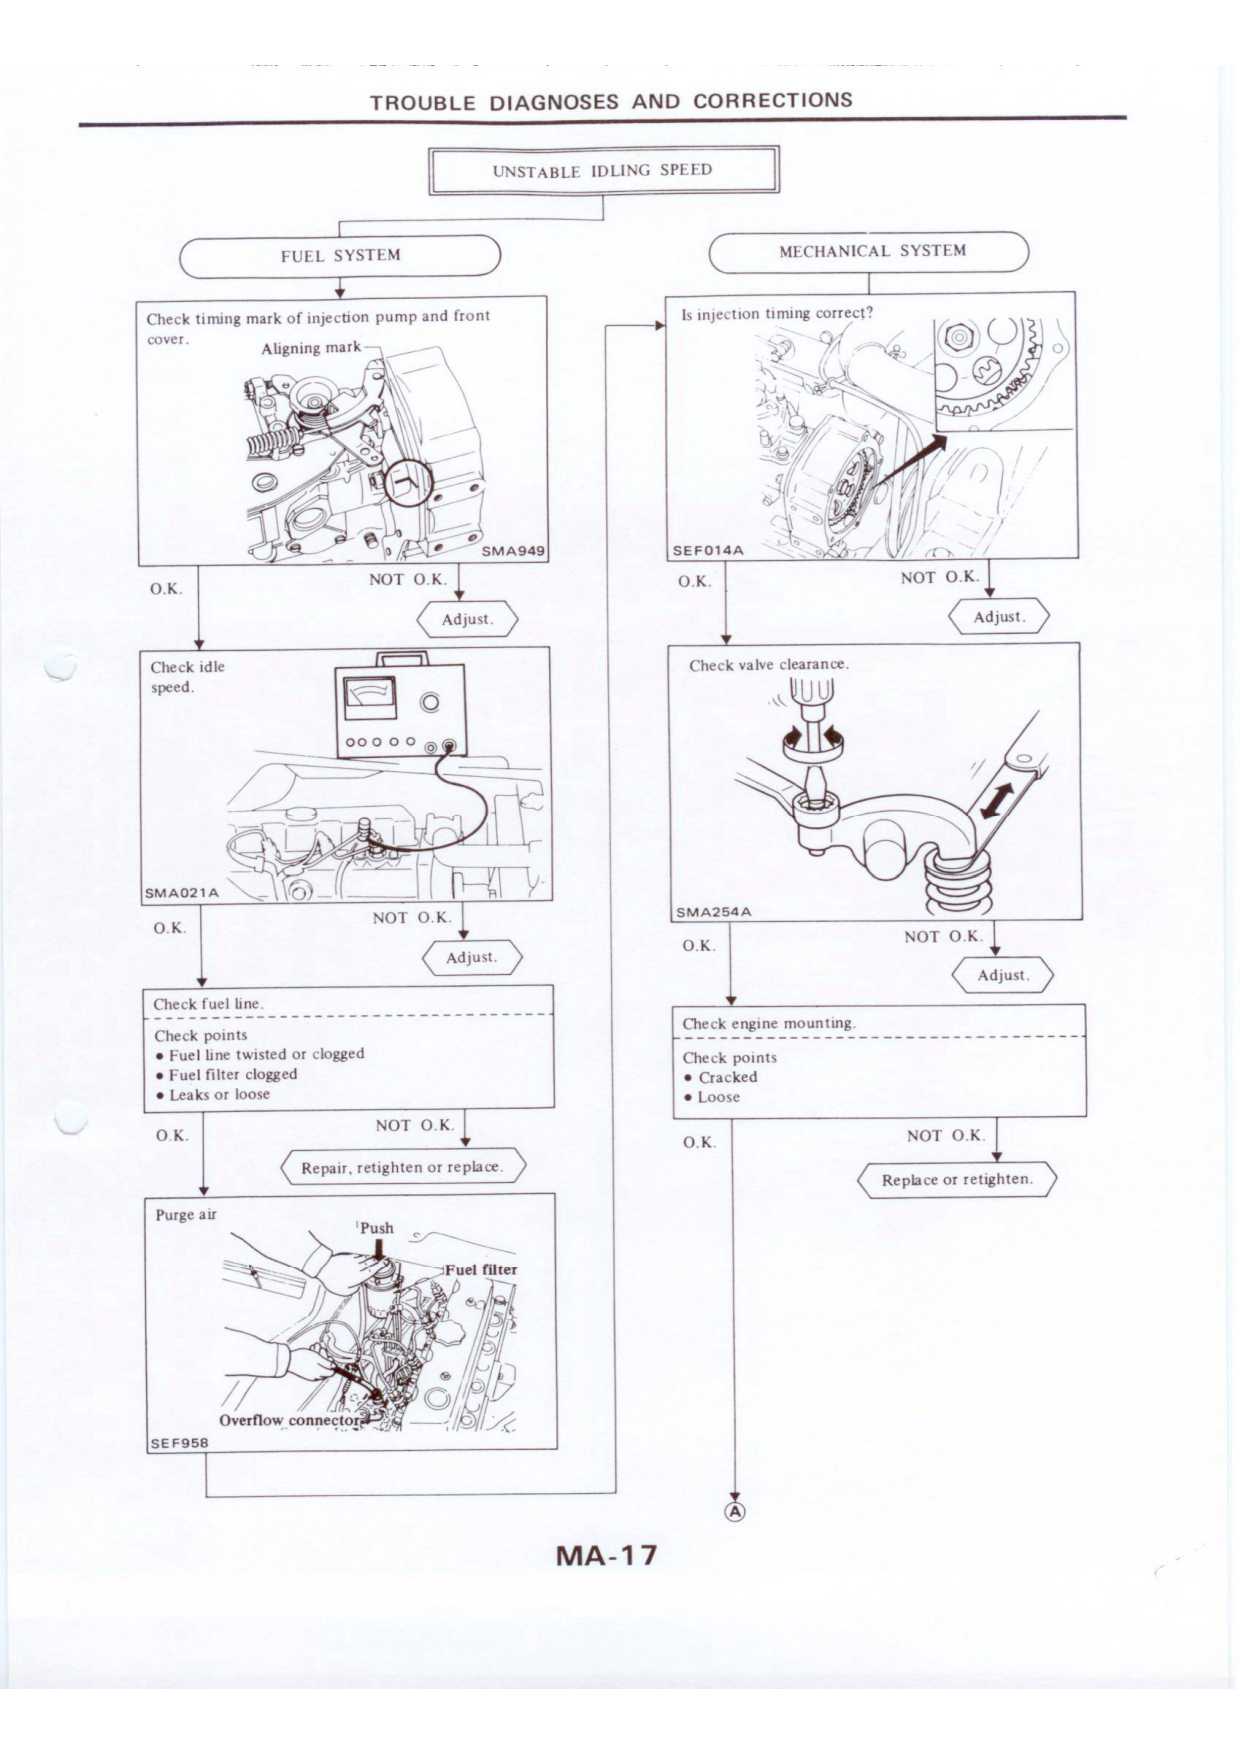 TROUBLE DIAGNOSES AND CORRECTIONS
UNSTABLE IDLING SPEED
FUEL SYSTEM
Check timing mark of injection pump and front
cover.
Aligning mark
SMA949
O.K.
NOT O.K.
Adjust.
Check idle
speed.
SMA021A
O.K.
NOT O.K.
Adjust.
Check fuel line.
Check points
• Fuel line twisted or clogged
• Fuel filter clogged
• Leaks or loose
O.K.
NOT O.K.
Repair, retighten or replace.
Purge air
Push
Fuel filter
Overflow connector
SEF958
MECHANICAL SYSTEM
Is injection timing correct?
SEF014A
O.K.
NOT O.K.
Adjust.
Check valve clearance.
SMA254A
O.K.
NOT O.K.
Adjust.
Check engine mounting.
Check points
• Cracked
• Loose
O.K.
NOT O.K.
Replace or retighten.
A
MA-17